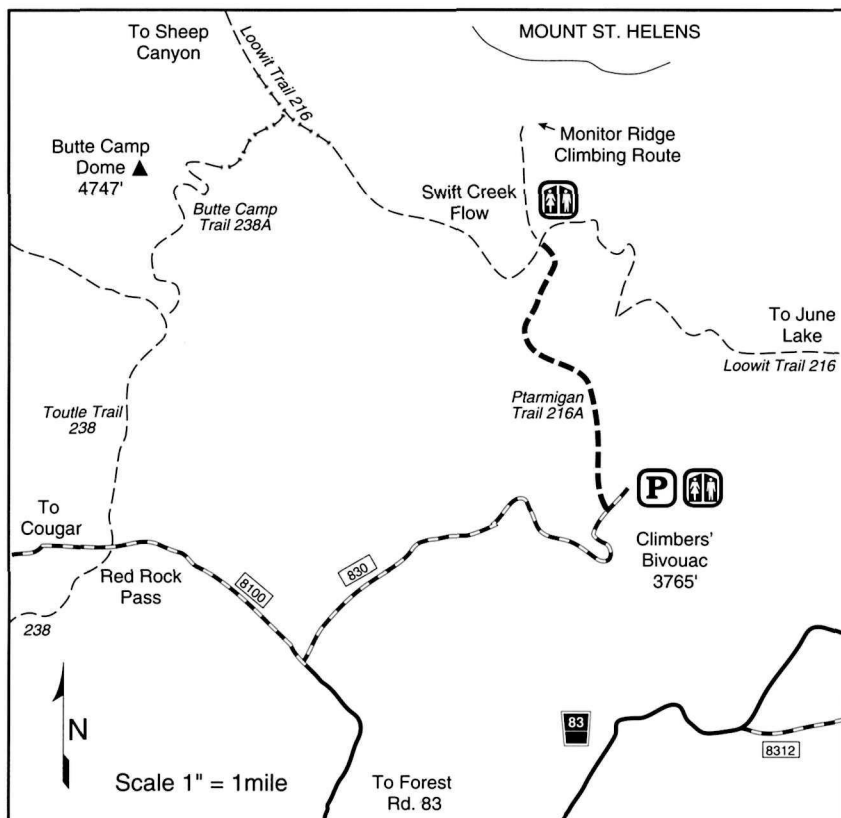 To Sheep
Canyon
MOUNT ST. HELENS
Loowit Trail 216
Butte Camp
Dome
4747'
Monitor Ridge
Climbing Route
Swift Creek
Flow
Butte Camp
Trail 238A
To June
Lake
Loowit Trail 216
Ptarmigan
Trail 216A
Toutle Trail
238
P
To
Cougar
Climbers'
Bivouac
3765'
Red Rock
Pass
8100
830
238
N
83
8312
Scale 1" = 1mile
To Forest
Rd. 83